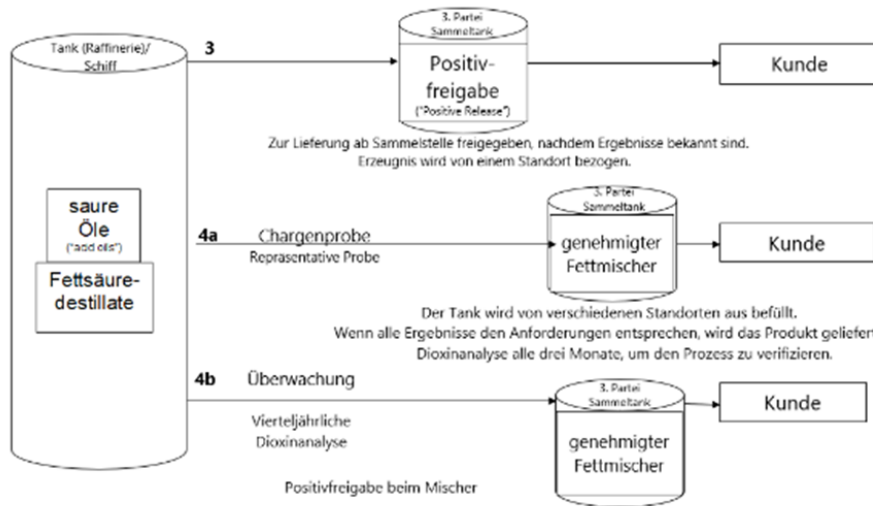 Tank (Raffinerie)/
Schiff
saure
Öle
("acid oils")
Fettsäure-
destillate
3
3. Partei
Sammeltank
Positiv-
freigabe
("Positive Release")
Kunde
Zur Lieferung ab Sammelstelle freigegeben, nachdem Ergebnisse bekannt sind.
Erzeugnis wird von einem Standort bezogen.
4a
Chargenprobe
Repräsentative Probe
3. Partei
Sammeltank
genehmigter
Fettmischer
Kunde
Der Tank wird von verschiedenen Standorten aus befüllt.
Wenn alle Ergebnisse den Anforderungen entsprechen, wird das Produkt geliefert
Dioxinanalyse alle drei Monate, um den Prozess zu verifizieren.
4b
Überwachung
Vierteljährliche
Dioxinanalyse
3. Partei
Sammeltank
genehmigter
Fettmischer
Kunde
Positivfreigabe beim Mischer